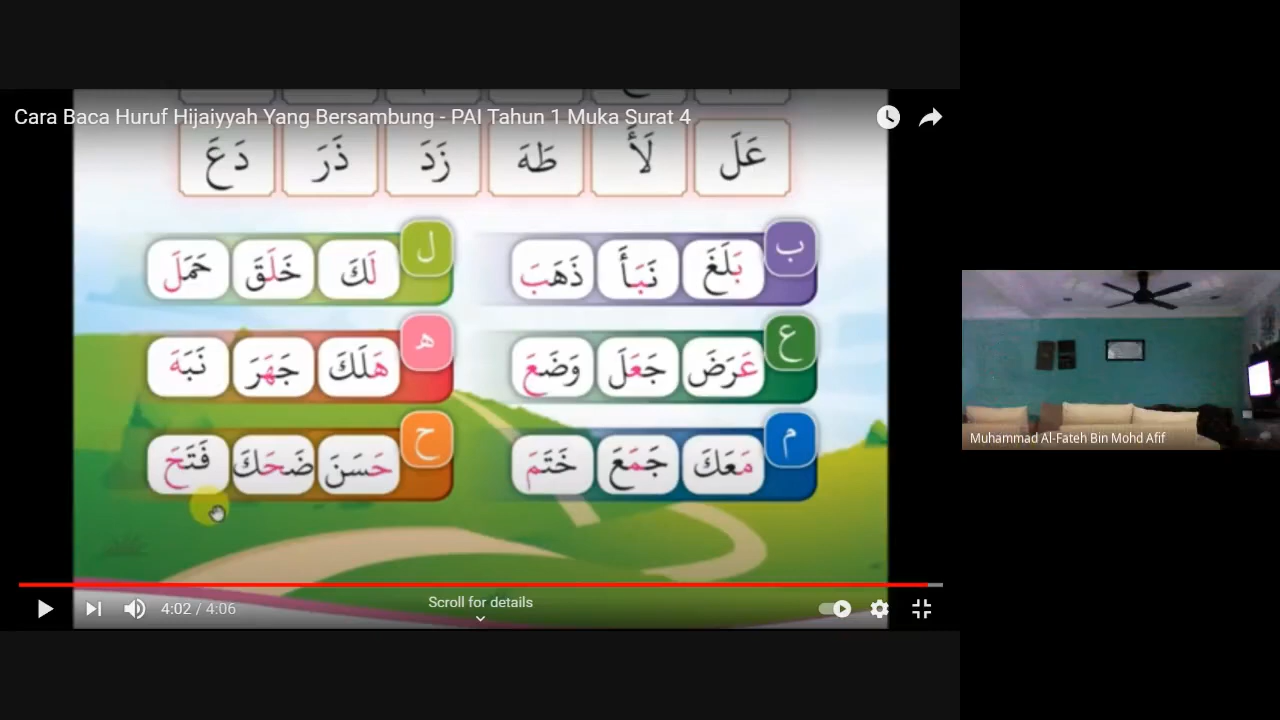 Cara Baca Huruf Hijaiyyah Yang Bersambung - PAI Tahun 1 Muka Surat 4
عَلَ لَأَ طَهَ زَدَ ذَرَ دَعَ
ب بَلَغَ نَبَأَ ذَهَبَ
ل لَكَ خَلَقَ حَمَلَ
ع عَرَضَ جَعَلَ وَضَعَ
ه هَلَكَ جَهَرَ نَبَهَ
م مَعَكَ جَمَعَ خَتَمَ
ح حَسَنَ ضَحَكَ فَتَحَ
Scroll for details
4:02 / 4:06
Muhammad Al-Fateh Bin Mohd Afif